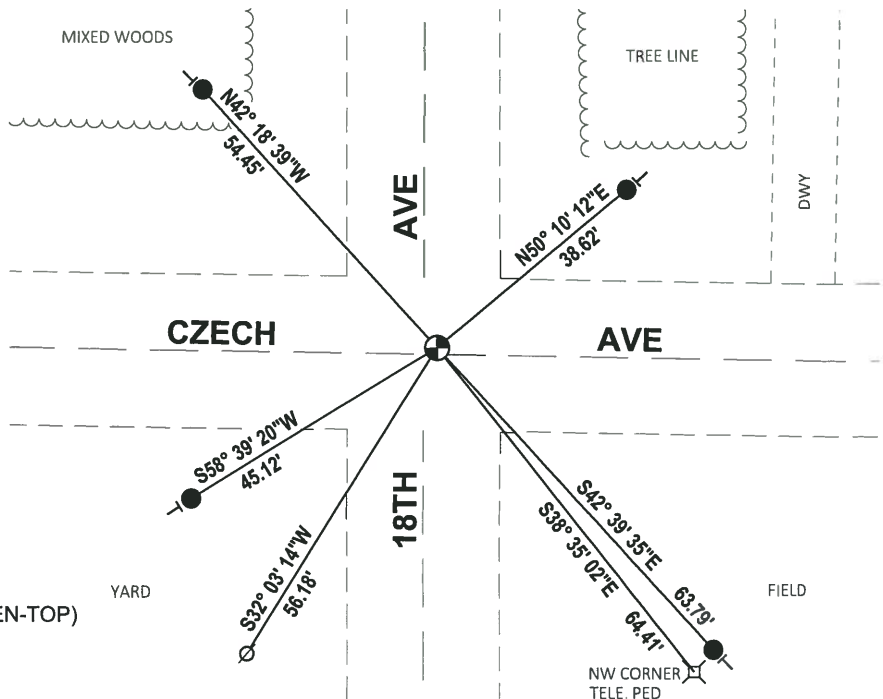 MIXED WOODS
TREE LINE
N42° 18' 39"W
54.45'
AVE
N50° 10' 12"E
38.62'
DWY
CZECH
AVE
S58° 39' 20"W
45.12'
18TH
S42° 39' 35"E
63.79'
S38° 35' 02"E
64.41'
S32° 03' 14"W
56.18'
YARD
FIELD
EN-TOP)
NW CORNER
TELE. PED